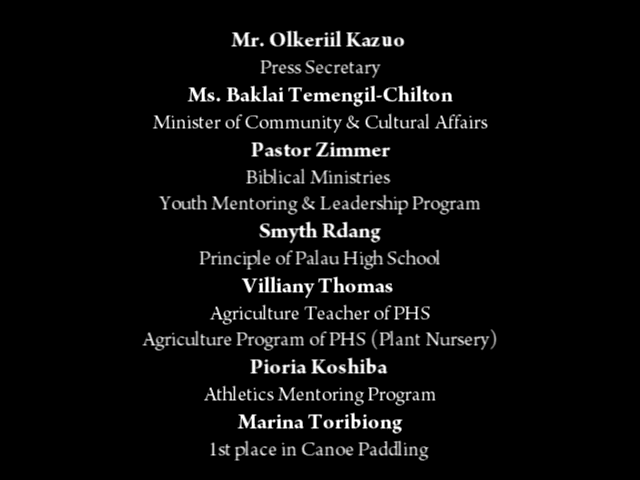 Mr. Olkeriil Kazuo
Press Secretary
Ms. Baklai Temengil-Chilton
Minister of Community & Cultural Affairs
Pastor Zimmer
Biblical Ministries
Youth Mentoring & Leadership Program
Smyth Rdang
Principle of Palau High School
Villiany Thomas
Agriculture Teacher of PHS
Agriculture Program of PHS (Plant Nursery)
Pioria Koshiba
Athletics Mentoring Program
Marina Toribiong
1st place in Canoe Paddling